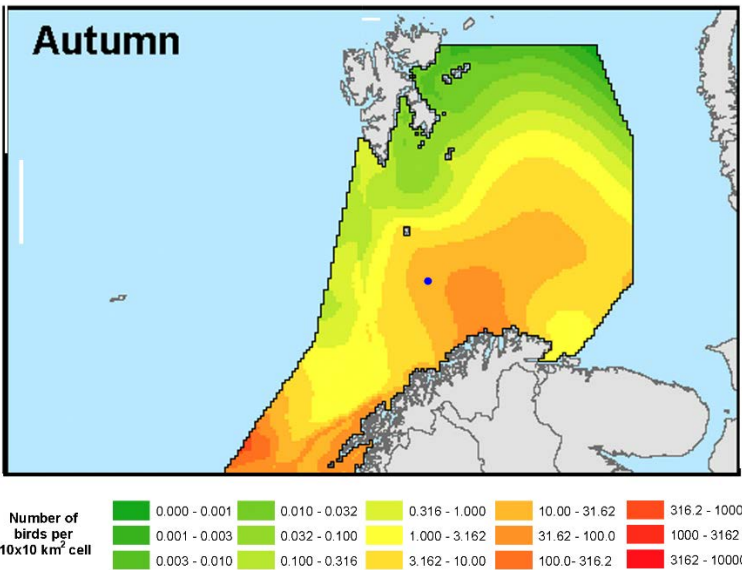 Autumn
Number of
birds per
10x10 km² cell
0.000 - 0.001
0.010 - 0.032
0.316 - 1.000
10.00 - 31.62
316.2 - 1000
0.001 - 0.003
0.032 - 0.100
1.000 - 3.162
31.62 - 100.0
1000 - 3162
0.003 - 0.010
0.100 - 0.316
3.162 - 10.00
100.0- 316.2
3162 - 10000